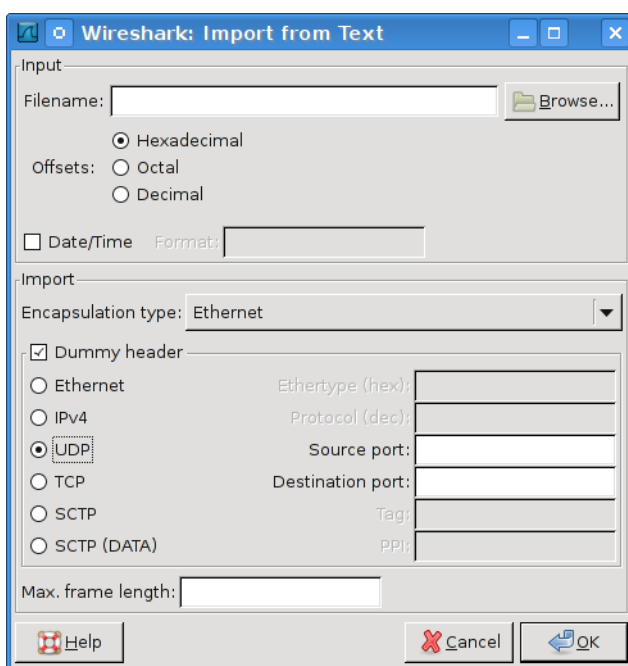 Wireshark: Import from Text
Input
Filename:
Browse...
Offsets:
Hexadecimal
Octal
Decimal
Date/Time Format:
Import
Encapsulation type: Ethernet
Dummy header
Ethernet Ethertype (hex):
IPv4 Protocol (dec):
UDP Source port:
TCP Destination port:
SCTP Tag:
SCTP (DATA) PPI:
Max. frame length:
Help Cancel OK